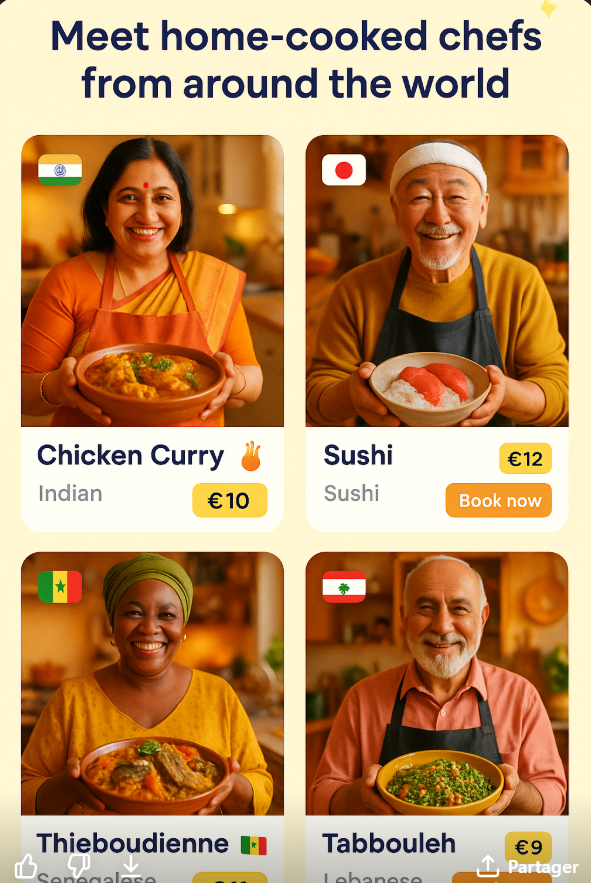 Meet home-cooked chefs
from around the world
Chicken Curry
Indian
€10
Sushi
€12
Sushi
Book now
Thieboudienne
Senegalese
€11
Tabbouleh
€9
Lebanese
Partager